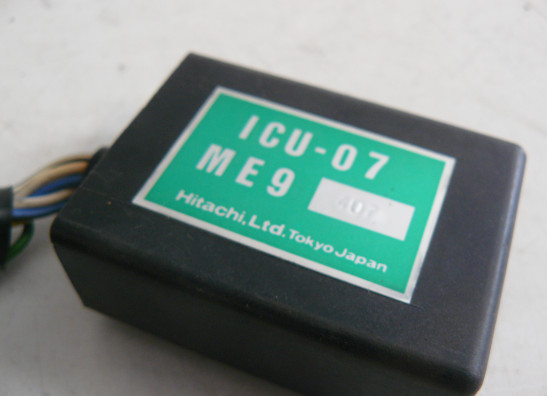 ICU-07
ME9
Hitachi,Ltd. Tokyo Japan